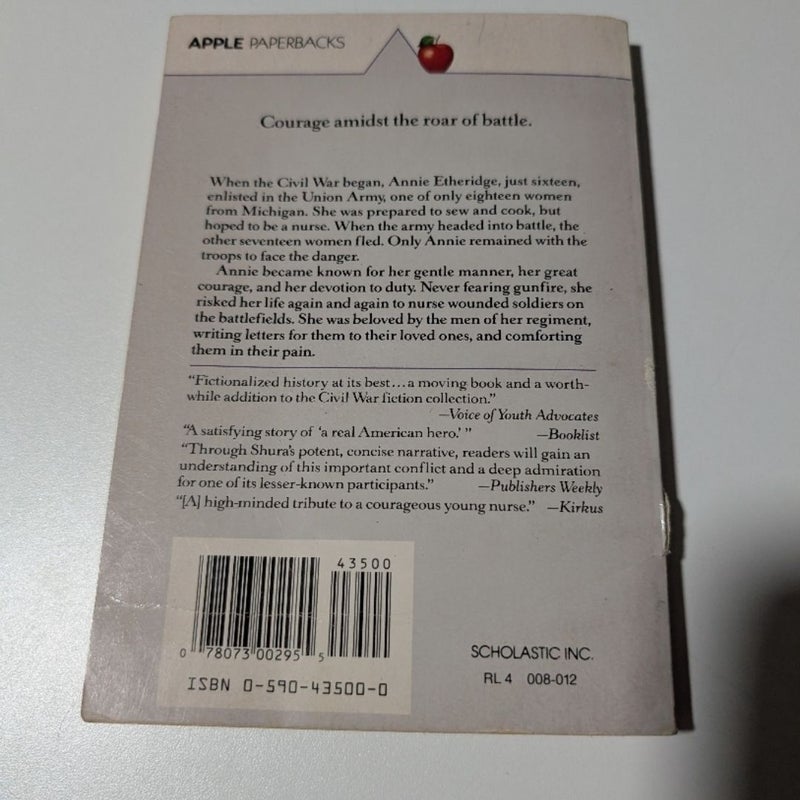 APPLE PAPERBACKS
Courage amidst the roar of battle.
When the Civil War began, Annie Etheridge, just sixteen,
enlisted in the Union Army, one of only eighteen women
from Michigan. She was prepared to sew and cook, but
hoped to be a nurse. When the army headed into battle, the
other seventeen women fled. Only Annie remained with the
troops to face the danger.
Annie became known for her gentle manner, her great
courage, and her devotion to duty. Never fearing gunfire, she
risked her life again and again to nurse wounded soldiers on
the battlefields. She was beloved by the men of her regiment,
writing letters for them to their loved ones, and comforting
them in their pain.
“Fictionalized history at its best...a moving book and a worth-
while addition to the Civil War fiction collection.”
—Voice of Youth Advocates
“A satisfying story of ‘a real American hero.’ ” —Booklist
“Through Shura's potent, concise narrative, readers will gain an
understanding of this important conflict and a deep admiration
for one of its lesser-known participants.” —Publishers Weekly
“[A] high-minded tribute to a courageous young nurse.” —Kirkus
43500
0 78073 00295 5
ISBN 0-590-43500-0
SCHOLASTIC INC.
RL 4 008-012